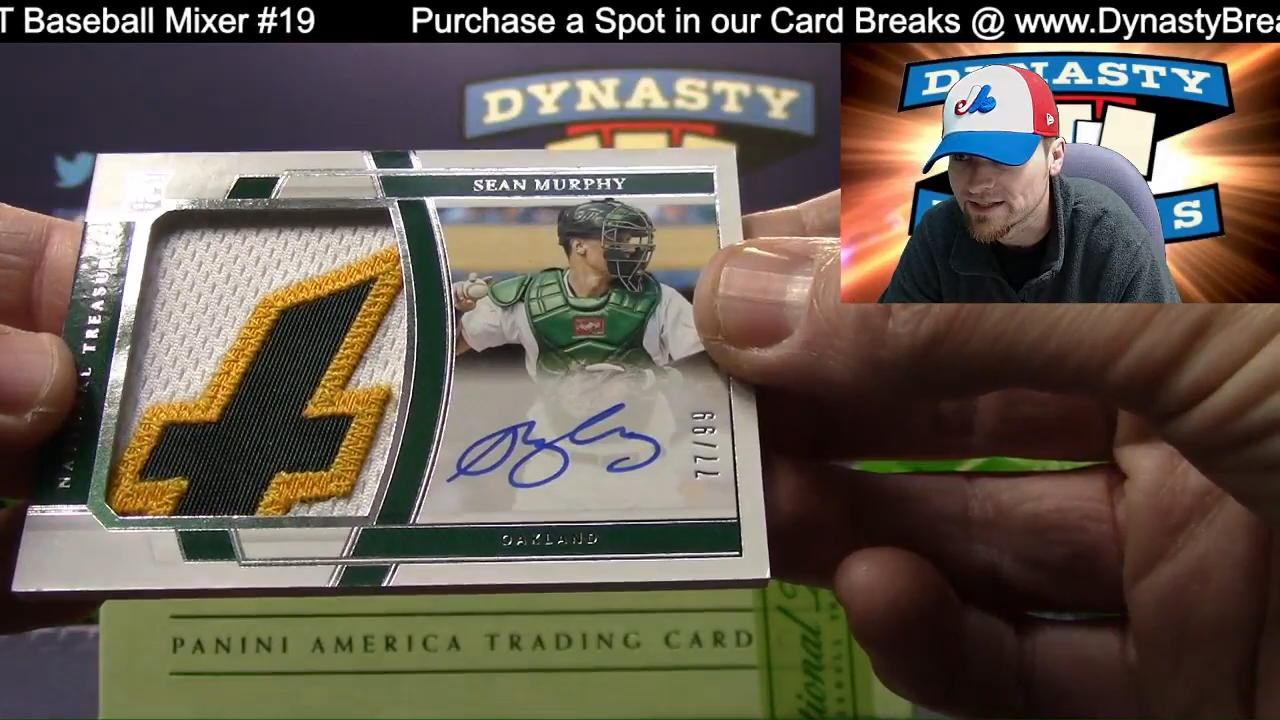 T Baseball Mixer #19 Purchase a Spot in our Card Breaks @ www.DynastyBrea
DYNASTY
DYNASTY
S
SEAN MURPHY
77/99
OAKLAND
PANINI AMERICA TRADING CARD